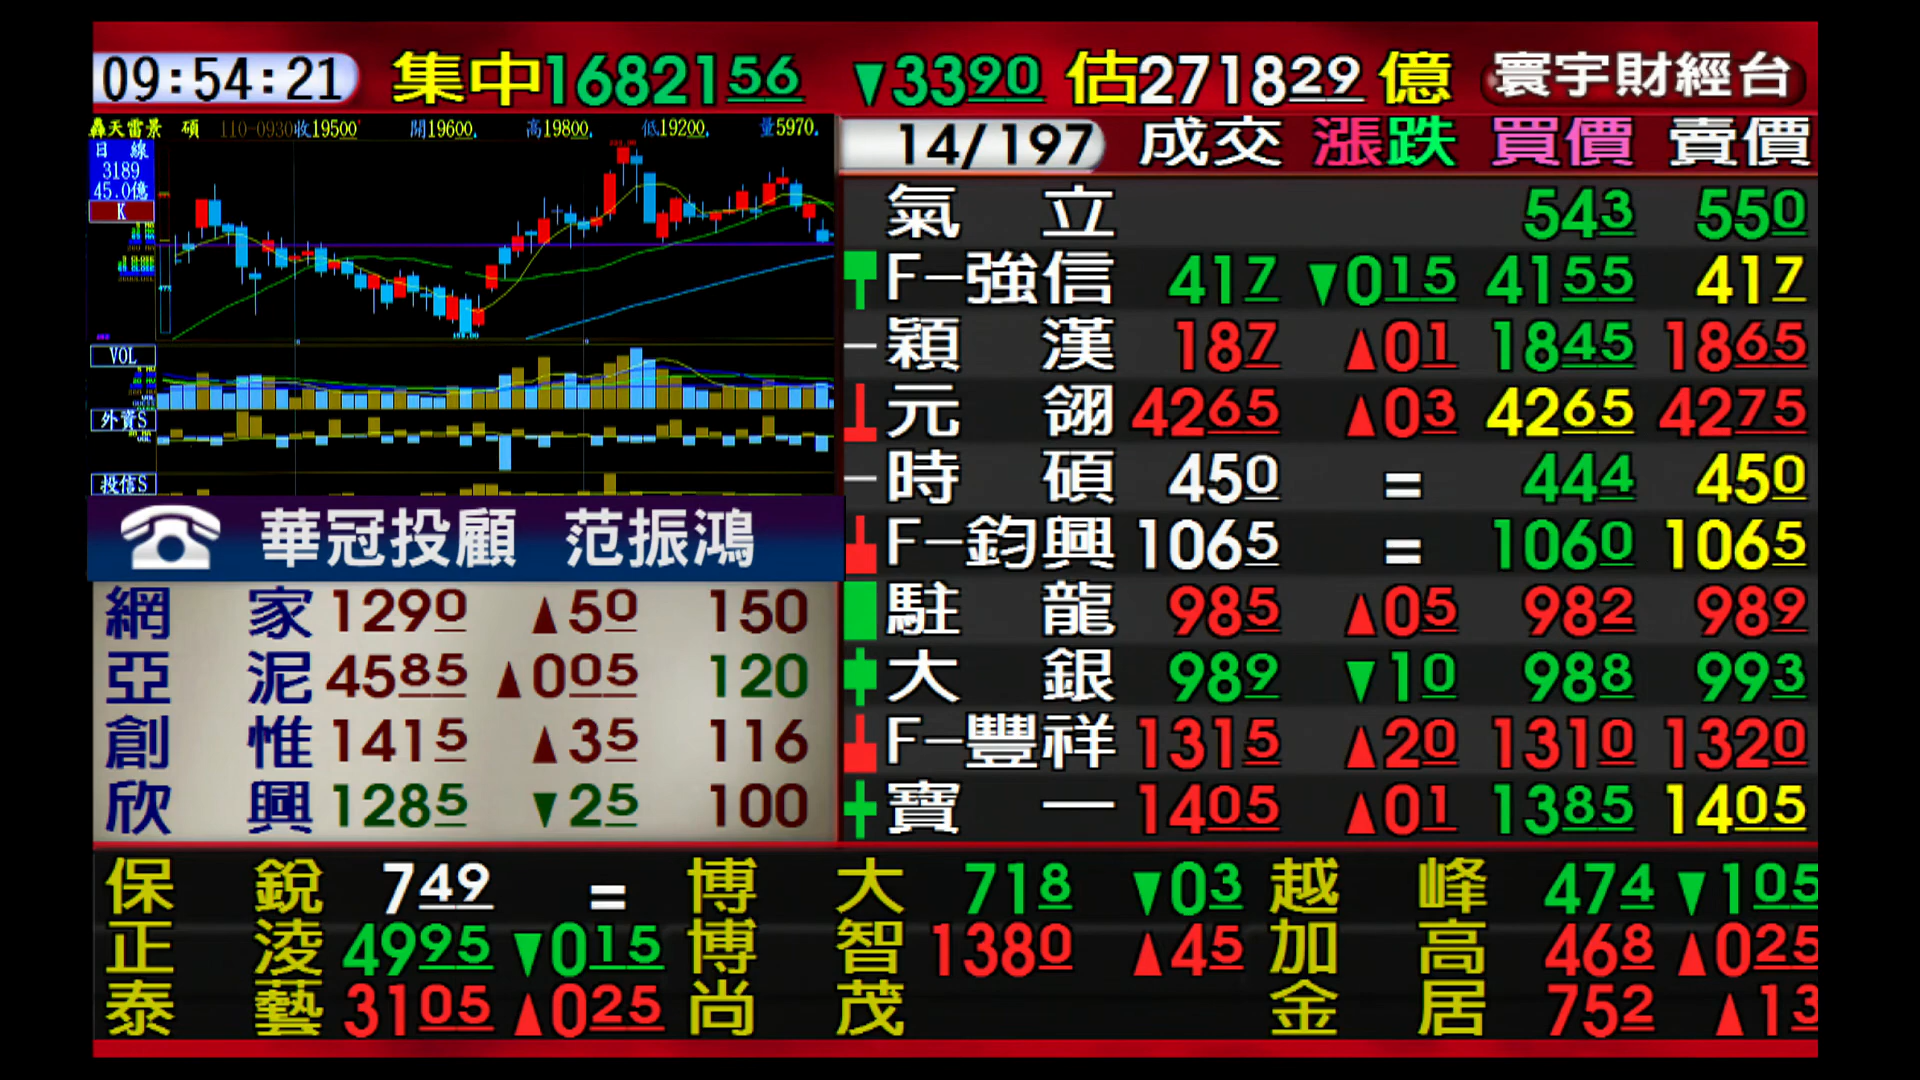 09:54:21 集中1682156 ▼3390 估271829億 寰宇財經台
轟天雷景 碩 110-0930收19500 開19600. 高19800. 低19200. 量5970.
日 線
3189
45.0億
K
VOL
外資S
投信S
華冠投顧 范振鴻
網家 1290 ▲50 150
亞泥 4585 ▲005 120
創惟 1415 ▲35 116
欣興 1285 ▼25 100
14/197 成交 漲跌 買價 賣價
氣立 543 550
F-強信 417 ▼015 4155 417
穎漢 187 ▲01 1845 1865
元翎 4265 ▲03 4265 4275
時碩 450 = 444 450
F-鈞興 1065 = 1060 1065
駐龍 985 ▲05 982 989
大銀 989 ▼10 988 993
F-豐祥 1315 ▲20 1310 1320
寶一 1405 ▲01 1385 1405
保銳 749 = 博大 718 ▼03 越峰 474 ▼105
正淩 4995 ▼015 博智 1380 ▲45 加高 468 ▲025
泰藝 3105 ▲025 尚茂 金居 752 ▲13